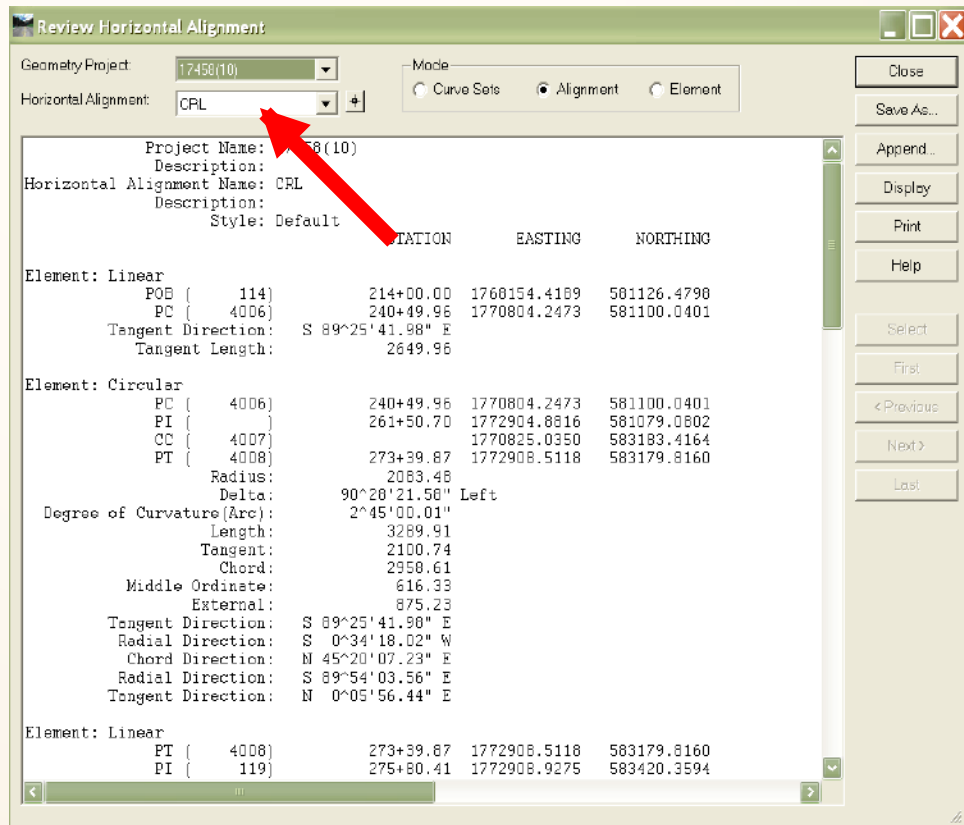 Review Horizontal Alignment
Geometry Project: 17458(10)
Mode
Curve Sets Alignment Element
Horizontal Alignment: CRL
Close
Save As...
Append...
Display
Print
Help
Select
First
< Previous
Next >
Last
Project Name: 458(10)
Description:
Horizontal Alignment Name: CRL
Description:
Style: Default
STATION EASTING NORTHING
Element: Linear
POB ( 114) 214+00.00 1768154.4189 581126.4798
PC ( 4006) 240+49.96 1770804.2473 581100.0401
Tangent Direction: S 89^25'41.98" E
Tangent Length: 2649.96
Element: Circular
PC ( 4006) 240+49.96 1770804.2473 581100.0401
PI ( ) 261+50.70 1772904.8816 581079.0802
CC ( 4007) 1770825.0350 583183.4164
PT ( 4008) 273+39.87 1772908.5118 583179.8160
Radius: 2083.48
Delta: 90^28'21.58" Left
Degree of Curvature(Arc): 2^45'00.01"
Length: 3289.91
Tangent: 2100.74
Chord: 2958.61
Middle Ordinate: 616.33
External: 875.23
Tangent Direction: S 89^25'41.98" E
Radial Direction: S 0^34'18.02" W
Chord Direction: N 45^20'07.23" E
Radial Direction: S 89^54'03.56" E
Tangent Direction: N 0^05'56.44" E
Element: Linear
PT ( 4008) 273+39.87 1772908.5118 583179.8160
PI ( 119) 275+80.41 1772908.9275 583420.3594